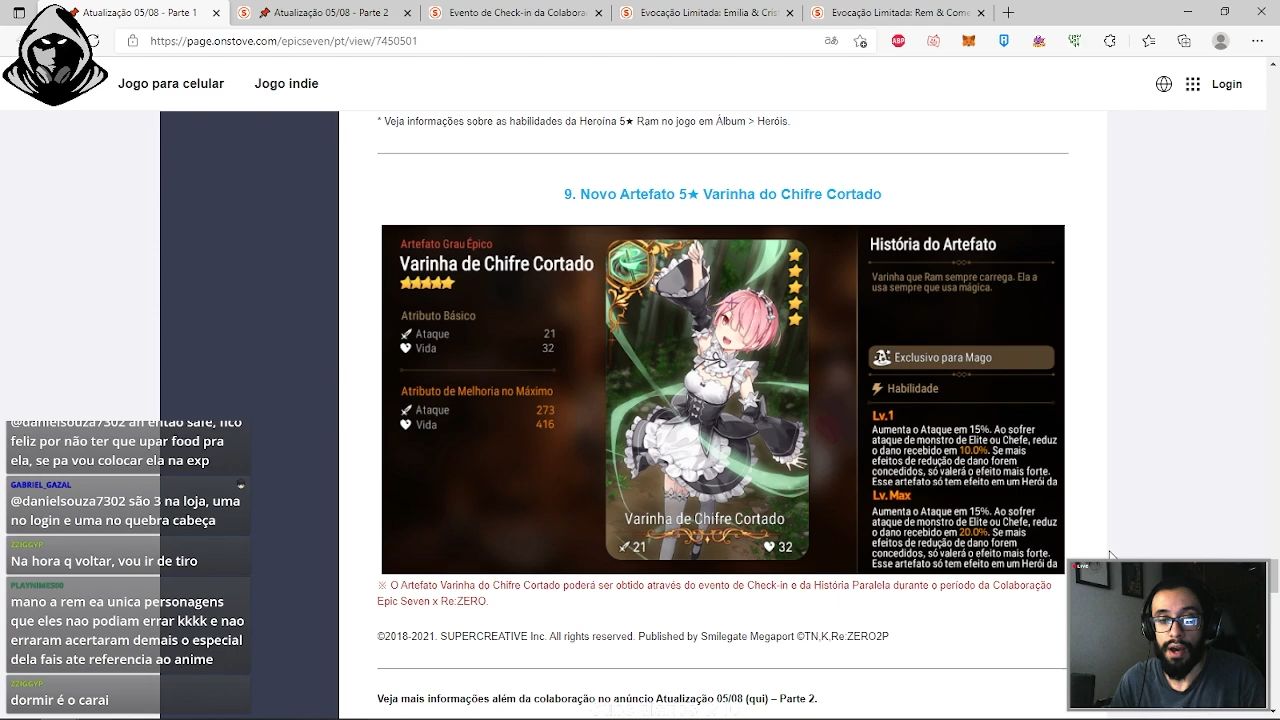 Atualização 05/08 - Parte 1
Atualização 05/08 - Parte 2
Evento de Check-in da Colabora
Evocação Limitada: Emilia & Em
Evocação Limitada: Ram & Come
https://page.onstove.com/epicseven/pt/view/7450501
ABP
Jogo para celular
Jogo indie
Login
* Veja informações sobre as habilidades da Heroína 5★ Ram no jogo em Álbum > Heróis.
9. Novo Artefato 5★ Varinha do Chifre Cortado
Artefato Grau Épico
Varinha de Chifre Cortado
Atributo Básico
Ataque 21
Vida 32
Atributo de Melhoria no Máximo
Ataque 273
Vida 416
Varinha de Chifre Cortado
21
32
História do Artefato
Varinha que Ram sempre carrega. Ela a
usa sempre que usa mágica.
Exclusivo para Mago
Habilidade
Lv.1
Aumenta o Ataque em 15%. Ao sofrer
ataque de monstro de Elite ou Chefe, reduz
o dano recebido em 10.0%. Se mais
efeitos de redução de dano forem
concedidos, só valerá o efeito mais forte.
Esse artefato só tem efeito em um Herói da
Lv. Max
Aumenta o Ataque em 15%. Ao sofrer
ataque de monstro de Elite ou Chefe, reduz
o dano recebido em 20.0%. Se mais
efeitos de redução de dano forem
concedidos, só valerá o efeito mais forte.
Esse artefato só tem efeito em um Herói da
※ O Artefato Varinha do Chifre Cortado poderá ser obtido através do evento de Check-in e da História Paralela durante o período da Colaboração
Epic Seven x Re:ZERO.
©2018-2021. SUPERCREATIVE Inc. All rights reserved. Published by Smilegate Megaport ©TN,K,Re:ZERO2P
Veja mais informações além da colaboração no anúncio Atualização 05/08 (qui) – Parte 2.
@danielsouza7302 ah então safe, fico
feliz por não ter que upar food pra
ela, se pa vou colocar ela na exp
GABRIEL_GAZAL
@danielsouza7302 são 3 na loja, uma
no login e uma no quebra cabeça
ZZIGGYP
Na hora q voltar, vou ir de tiro
mano a rem ea unica personagens
que eles nao podiam errar kkkk e nao
erraram acertaram demais o especial
dela fais ate referencia ao anime
ZZIGGYP
dormir é o carai
LIVE